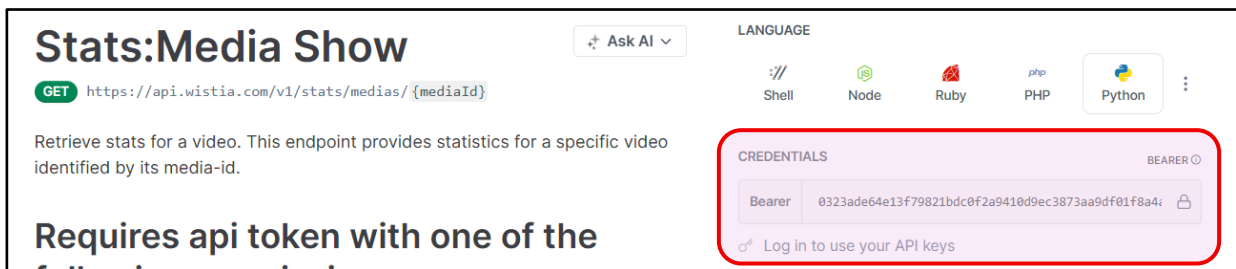 Stats:Media Show
Ask AI
GET https://api.wistia.com/v1/stats/medias/{mediaId}
Retrieve stats for a video. This endpoint provides statistics for a specific video
identified by its media-id.
Requires api token with one of the
LANGUAGE
Shell
Node
Ruby
php
PHP
Python
CREDENTIALS
BEARER
Bearer 0323ade64e13f79821bdc0f2a9410d9ec3873aa9df01f8a4a
Log in to use your API keys